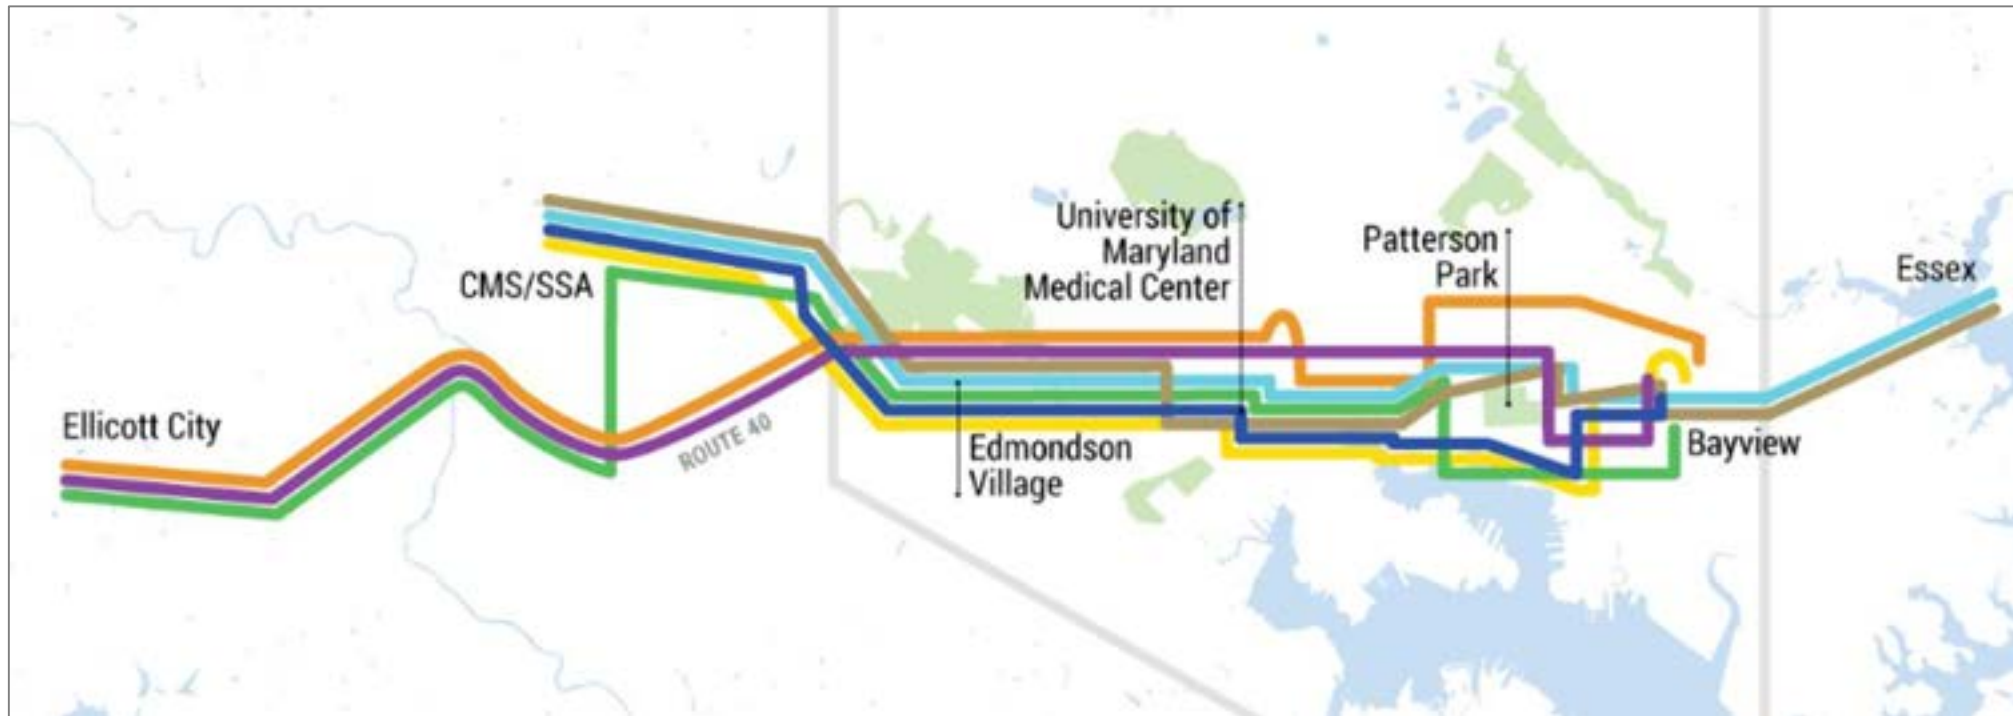 University of
Maryland
Medical Center
Patterson
Park
Essex
CMS/SSA
Ellicott City
ROUTE 40
Edmondson
Village
Bayview